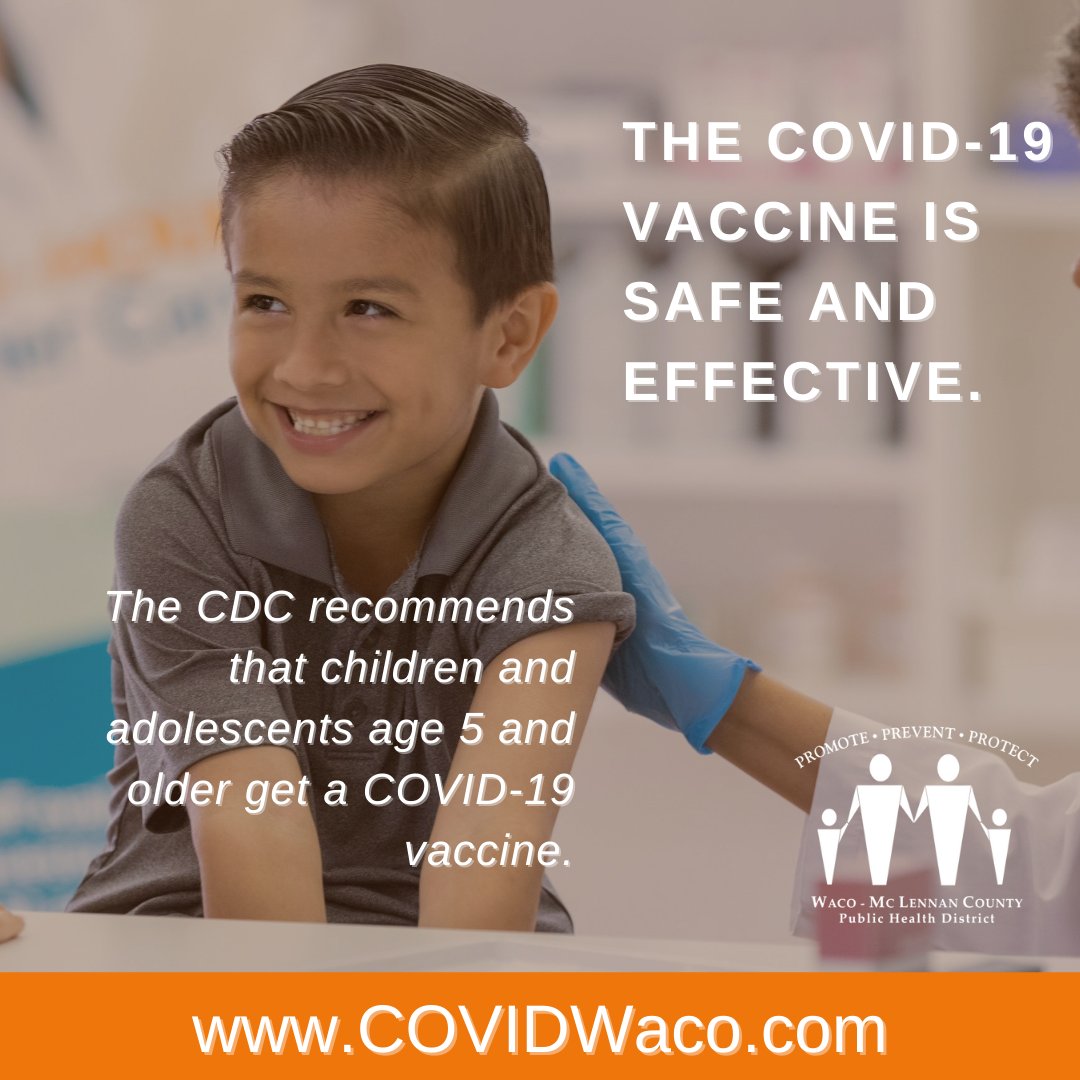 THE COVID-19
VACCINE IS
SAFE AND
EFFECTIVE.
The CDC recommends
that children and
adolescents age 5 and
older get a COVID-19
vaccine.
PROMOTE • PREVENT • PROTECT
WACO - MC LENNAN COUNTY
Public Health District
www.COVIDWaco.com